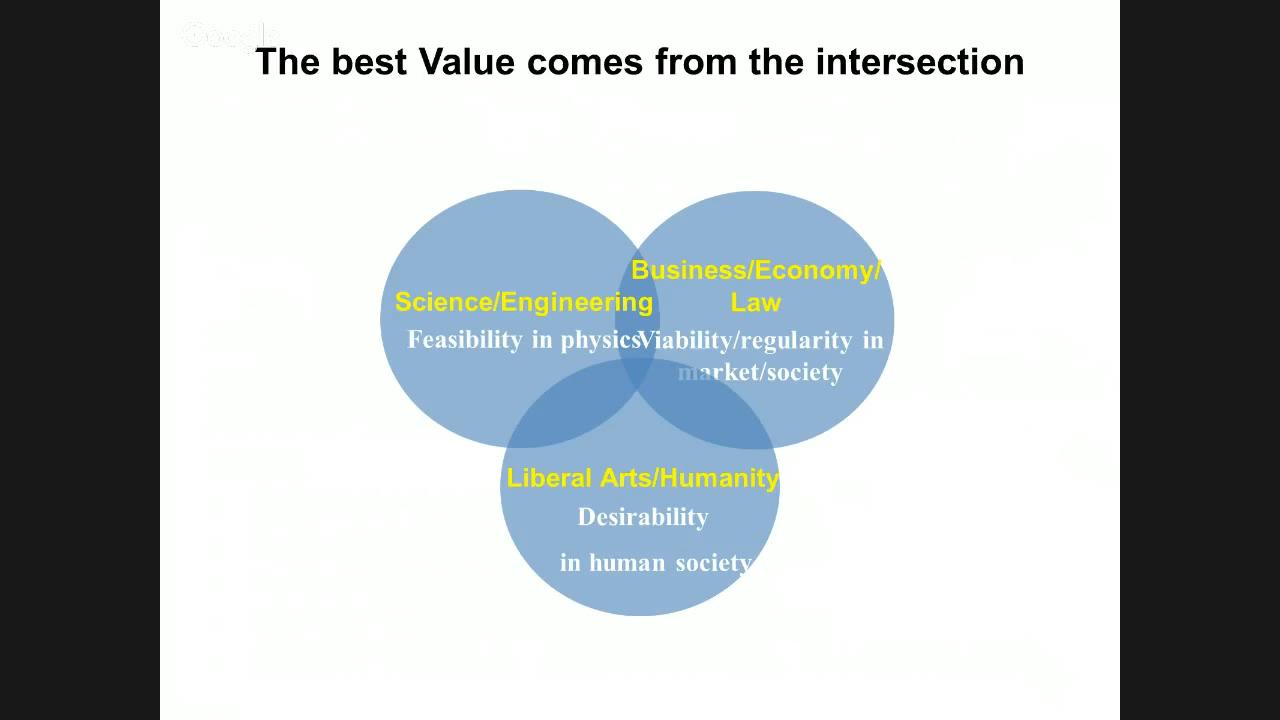 Google
The best Value comes from the intersection
Science/Engineering
Feasibility in physics
Business/Economy/
Law
Viability/regularity in
market/society
Liberal Arts/Humanity
Desirability
in human society